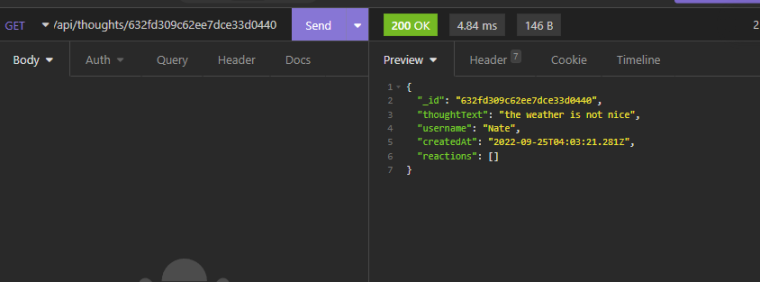 GET /api/thoughts/632fd309c62ee7dce33d0440 Send 200 OK 4.84 ms 146 B 2
Body Auth Query Header Docs Preview Header 7 Cookie Timeline
1 {
2 "_id": "632fd309c62ee7dce33d0440",
3 "thoughtText": "the weather is not nice",
4 "username": "Nate",
5 "createdAt": "2022-09-25T04:03:21.281Z",
6 "reactions": []
7 }